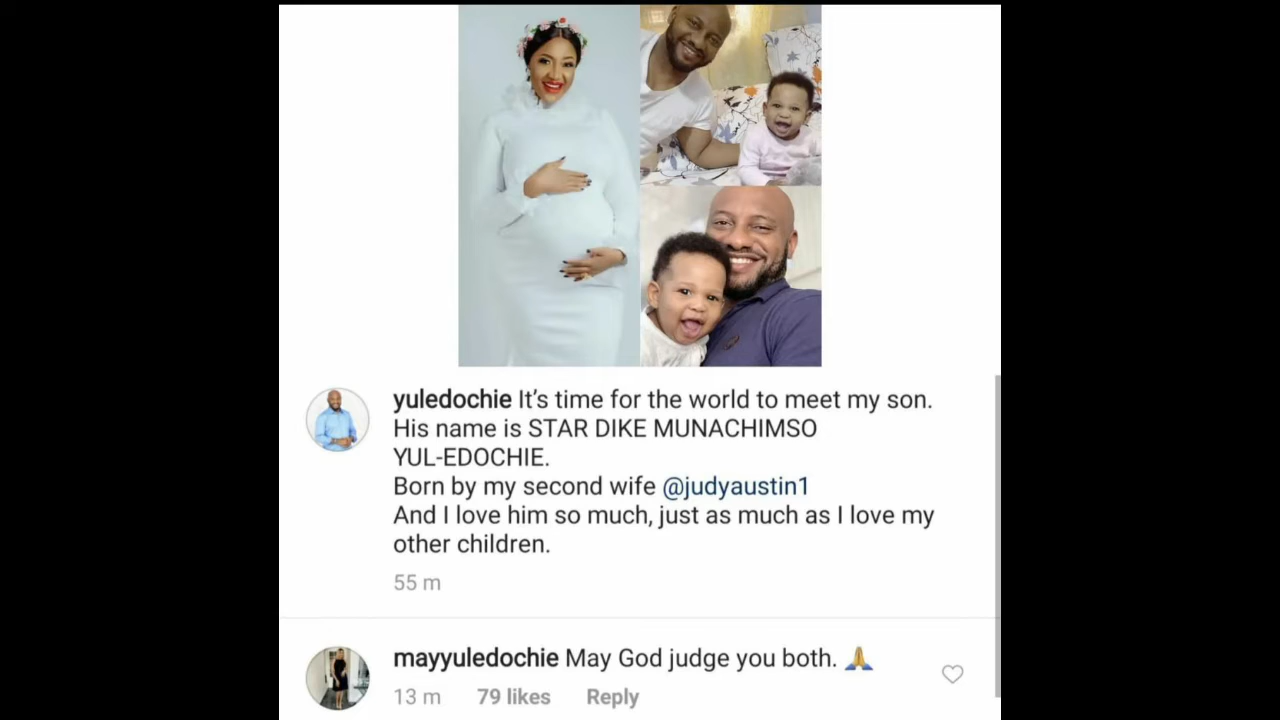 yuledochie It’s time for the world to meet my son.
His name is STAR DIKE MUNACHIMSO
YUL-EDOCHIE.
Born by my second wife @judyaustin1
And I love him so much, just as much as I love my
other children.
55 m
mayyuledochie May God judge you both. 🙏
13 m 79 likes Reply